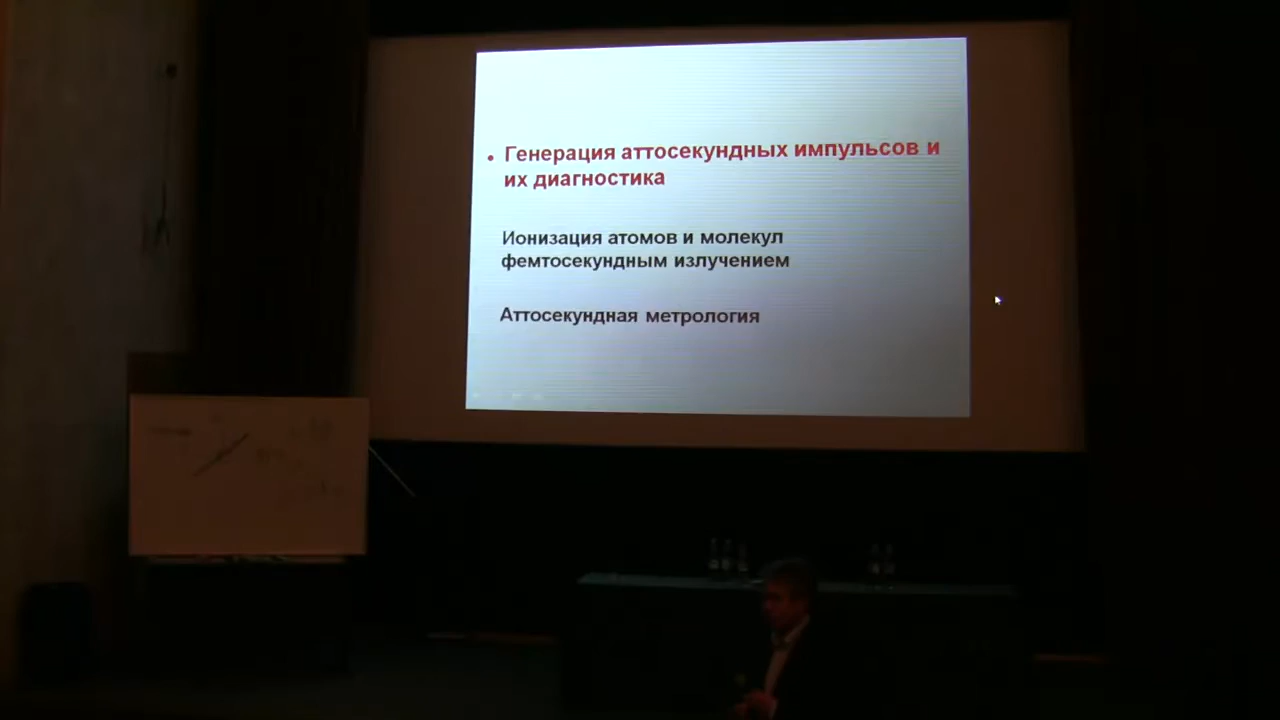 • Генерация аттосекундных импульсов и
их диагностика
Ионизация атомов и молекул
фемтосекундным излучением
Аттосекундная метрология